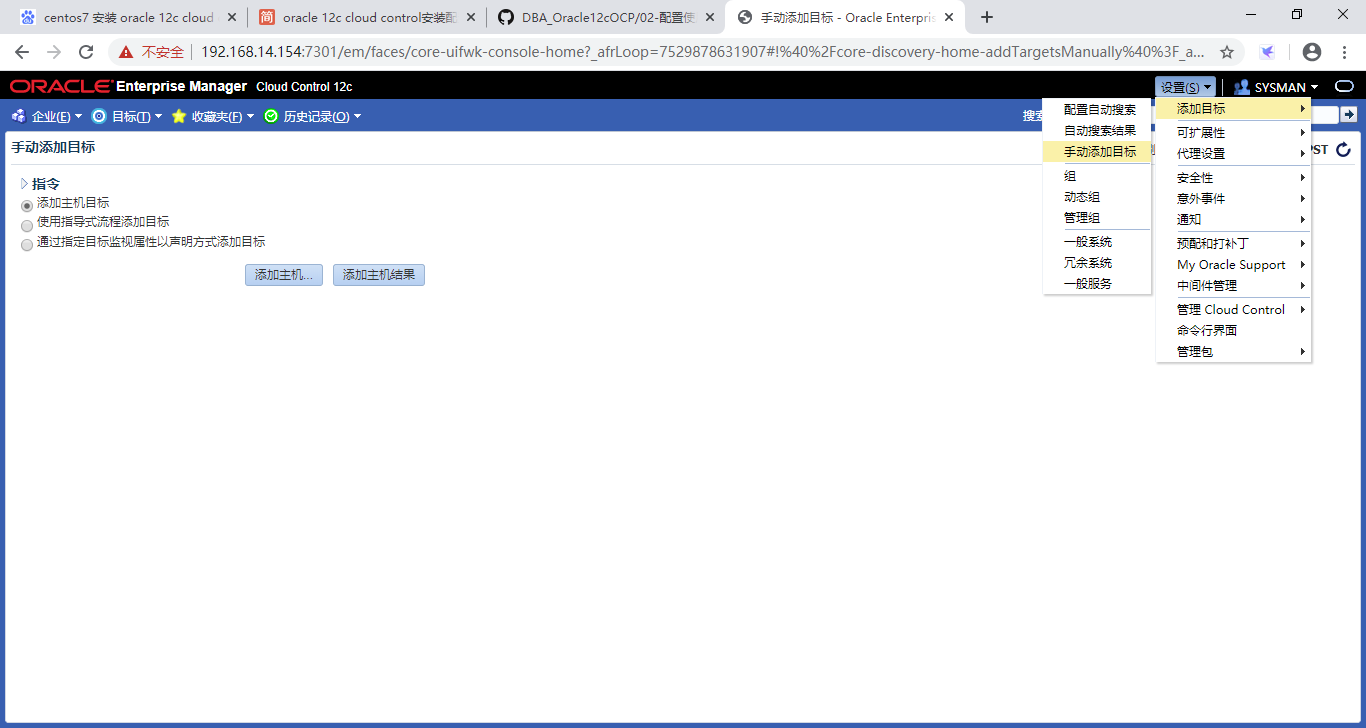 centos7 安装 oracle 12c cloud
简 oracle 12c cloud control安装配
DBA_Oracle12cOCP/02-配置使
手动添加目标 - Oracle Enterpris
不安全 192.168.14.154:7301/em/faces/core-uifwk-console-home?_afrLoop=7529878631907#!%40%2Fcore-discovery-home-addTargetsManually%40%3F_a...
ORACLE Enterprise Manager Cloud Control 12c
设置(S) SYSMAN
企业(E) 目标(T) 收藏夹(F) 历史记录(O) 搜索
手动添加目标
PST
指令
添加主机目标
使用指导式流程添加目标
通过指定目标监视属性以声明方式添加目标
添加主机... 添加主机结果
配置自动搜索
自动搜索结果
手动添加目标
组
动态组
管理组
一般系统
冗余系统
一般服务
添加目标
可扩展性
代理设置
安全性
意外事件
通知
预配和打补丁
My Oracle Support
中间件管理
管理 Cloud Control
命令行界面
管理包